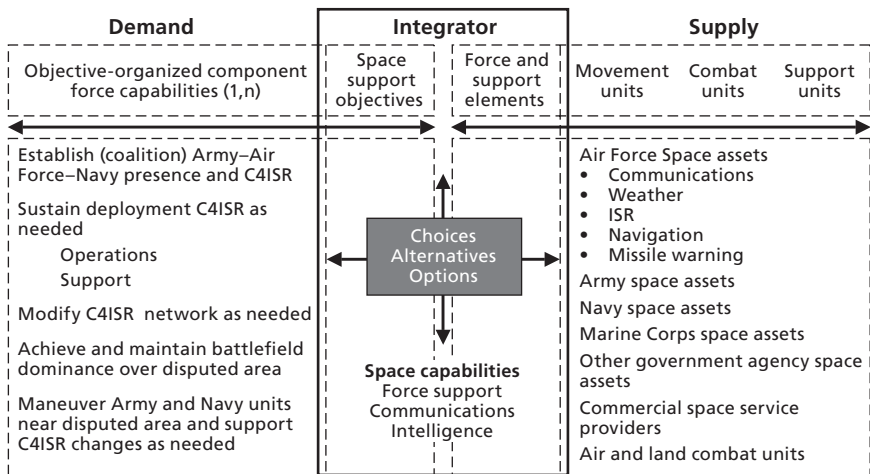 Demand
Integrator
Supply
Objective-organized component
force capabilities (1,n)
Space
support
objectives
Force and
support
elements
Movement
units
Combat
units
Support
units
Establish (coalition) Army–Air
Force–Navy presence and C4ISR
Sustain deployment C4ISR as
needed
Operations
Support
Modify C4ISR network as needed
Achieve and maintain battlefield
dominance over disputed area
Maneuver Army and Navy units
near disputed area and support
C4ISR changes as needed
Choices
Alternatives
Options
Space capabilities
Force support
Communications
Intelligence
Air Force Space assets
• Communications
• Weather
• ISR
• Navigation
• Missile warning
Army space assets
Navy space assets
Marine Corps space assets
Other government agency space
assets
Commercial space service
providers
Air and land combat units